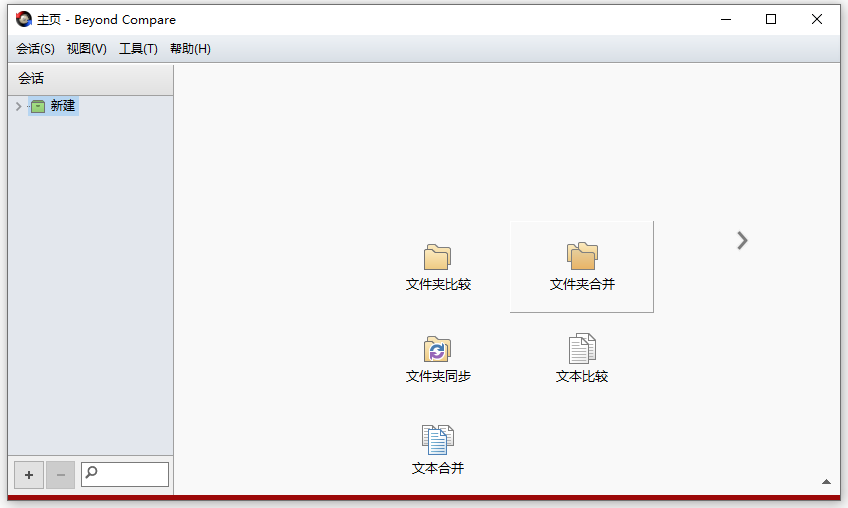 主页 - Beyond Compare
会话(S) 视图(V) 工具(T) 帮助(H)
会话
新建
文件夹比较
文件夹合并
文件夹同步
文本比较
文本合并